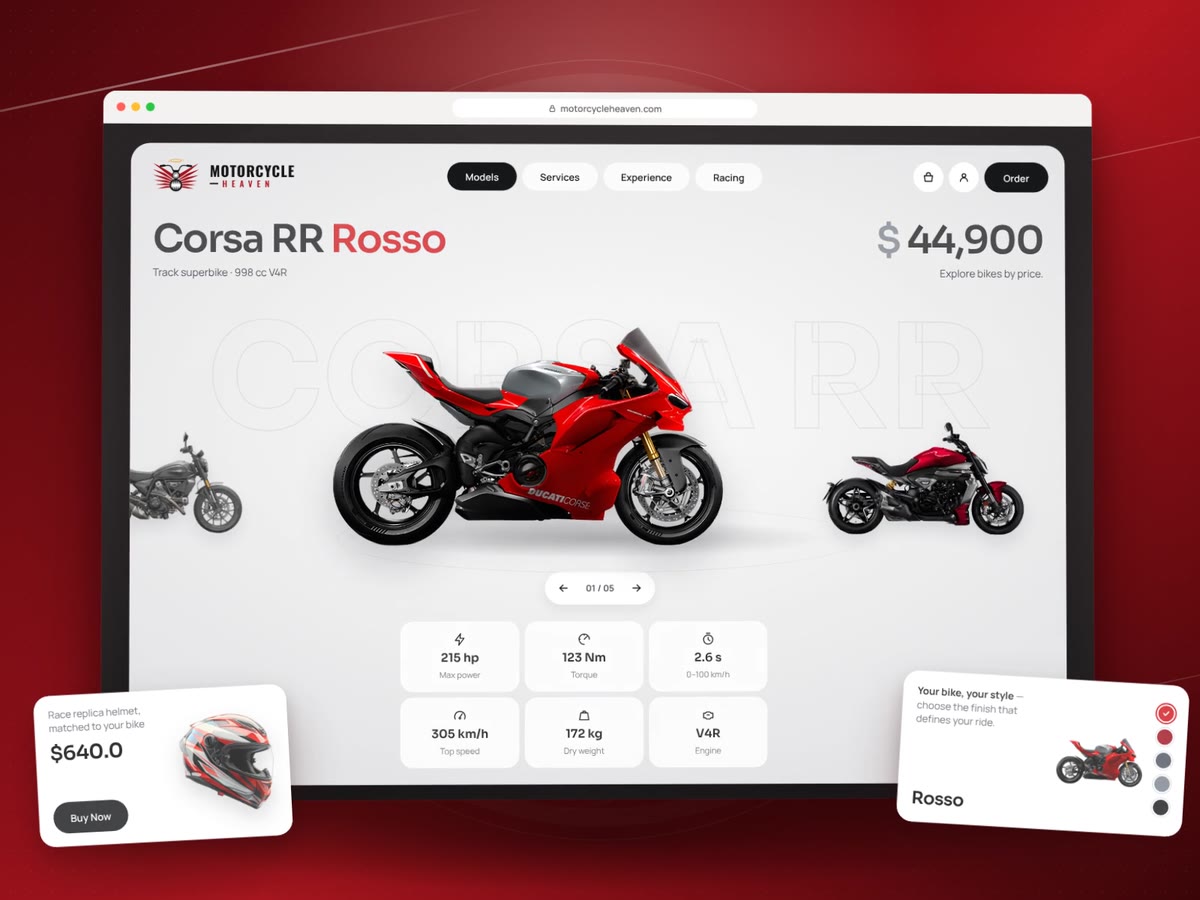 motorcycleheaven.com
MOTORCYCLE
HEAVEN
Models
Services
Experience
Racing
Order
Corsa RR Rosso
$ 44,900
Track superbike · 998 cc V4R
Explore bikes by price.
CORSA RR
DUCATICORSE
01 / 05
215 hp
Max power
123 Nm
Torque
2.6 s
0–100 km/h
305 km/h
Top speed
172 kg
Dry weight
V4R
Engine
Race replica helmet,
matched to your bike
$640.0
Buy Now
Your bike, your style —
choose the finish that
defines your ride.
Rosso